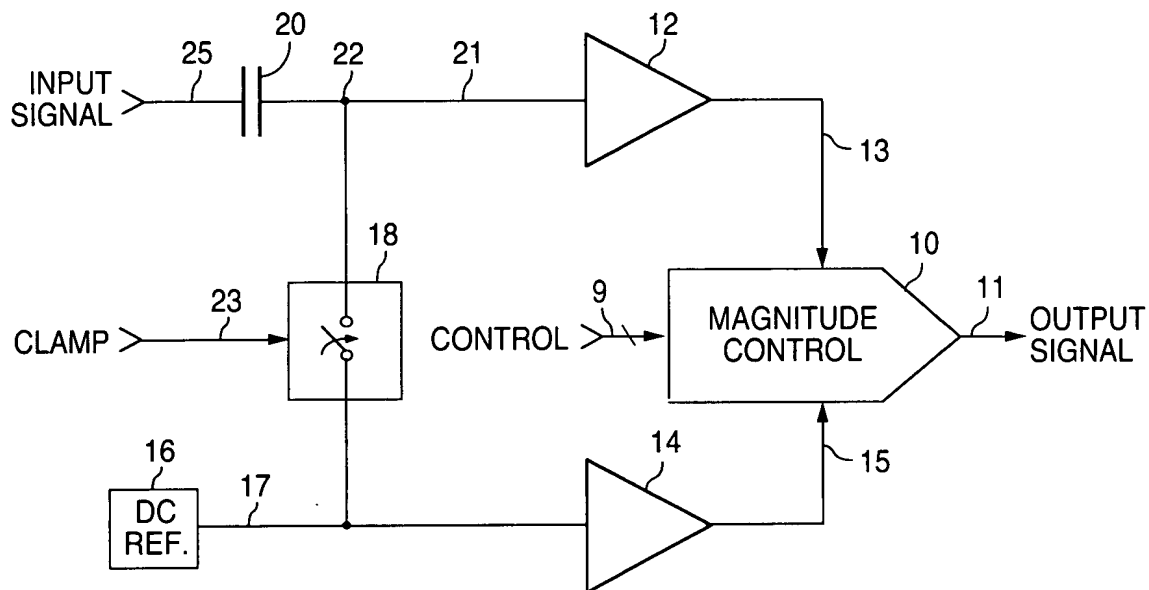 12
20
25
22
21
INPUT
SIGNAL
13
18
10
23
9
11
CLAMP
CONTROL
MAGNITUDE
CONTROL
OUTPUT
SIGNAL
16
17
14
15
DC
REF.